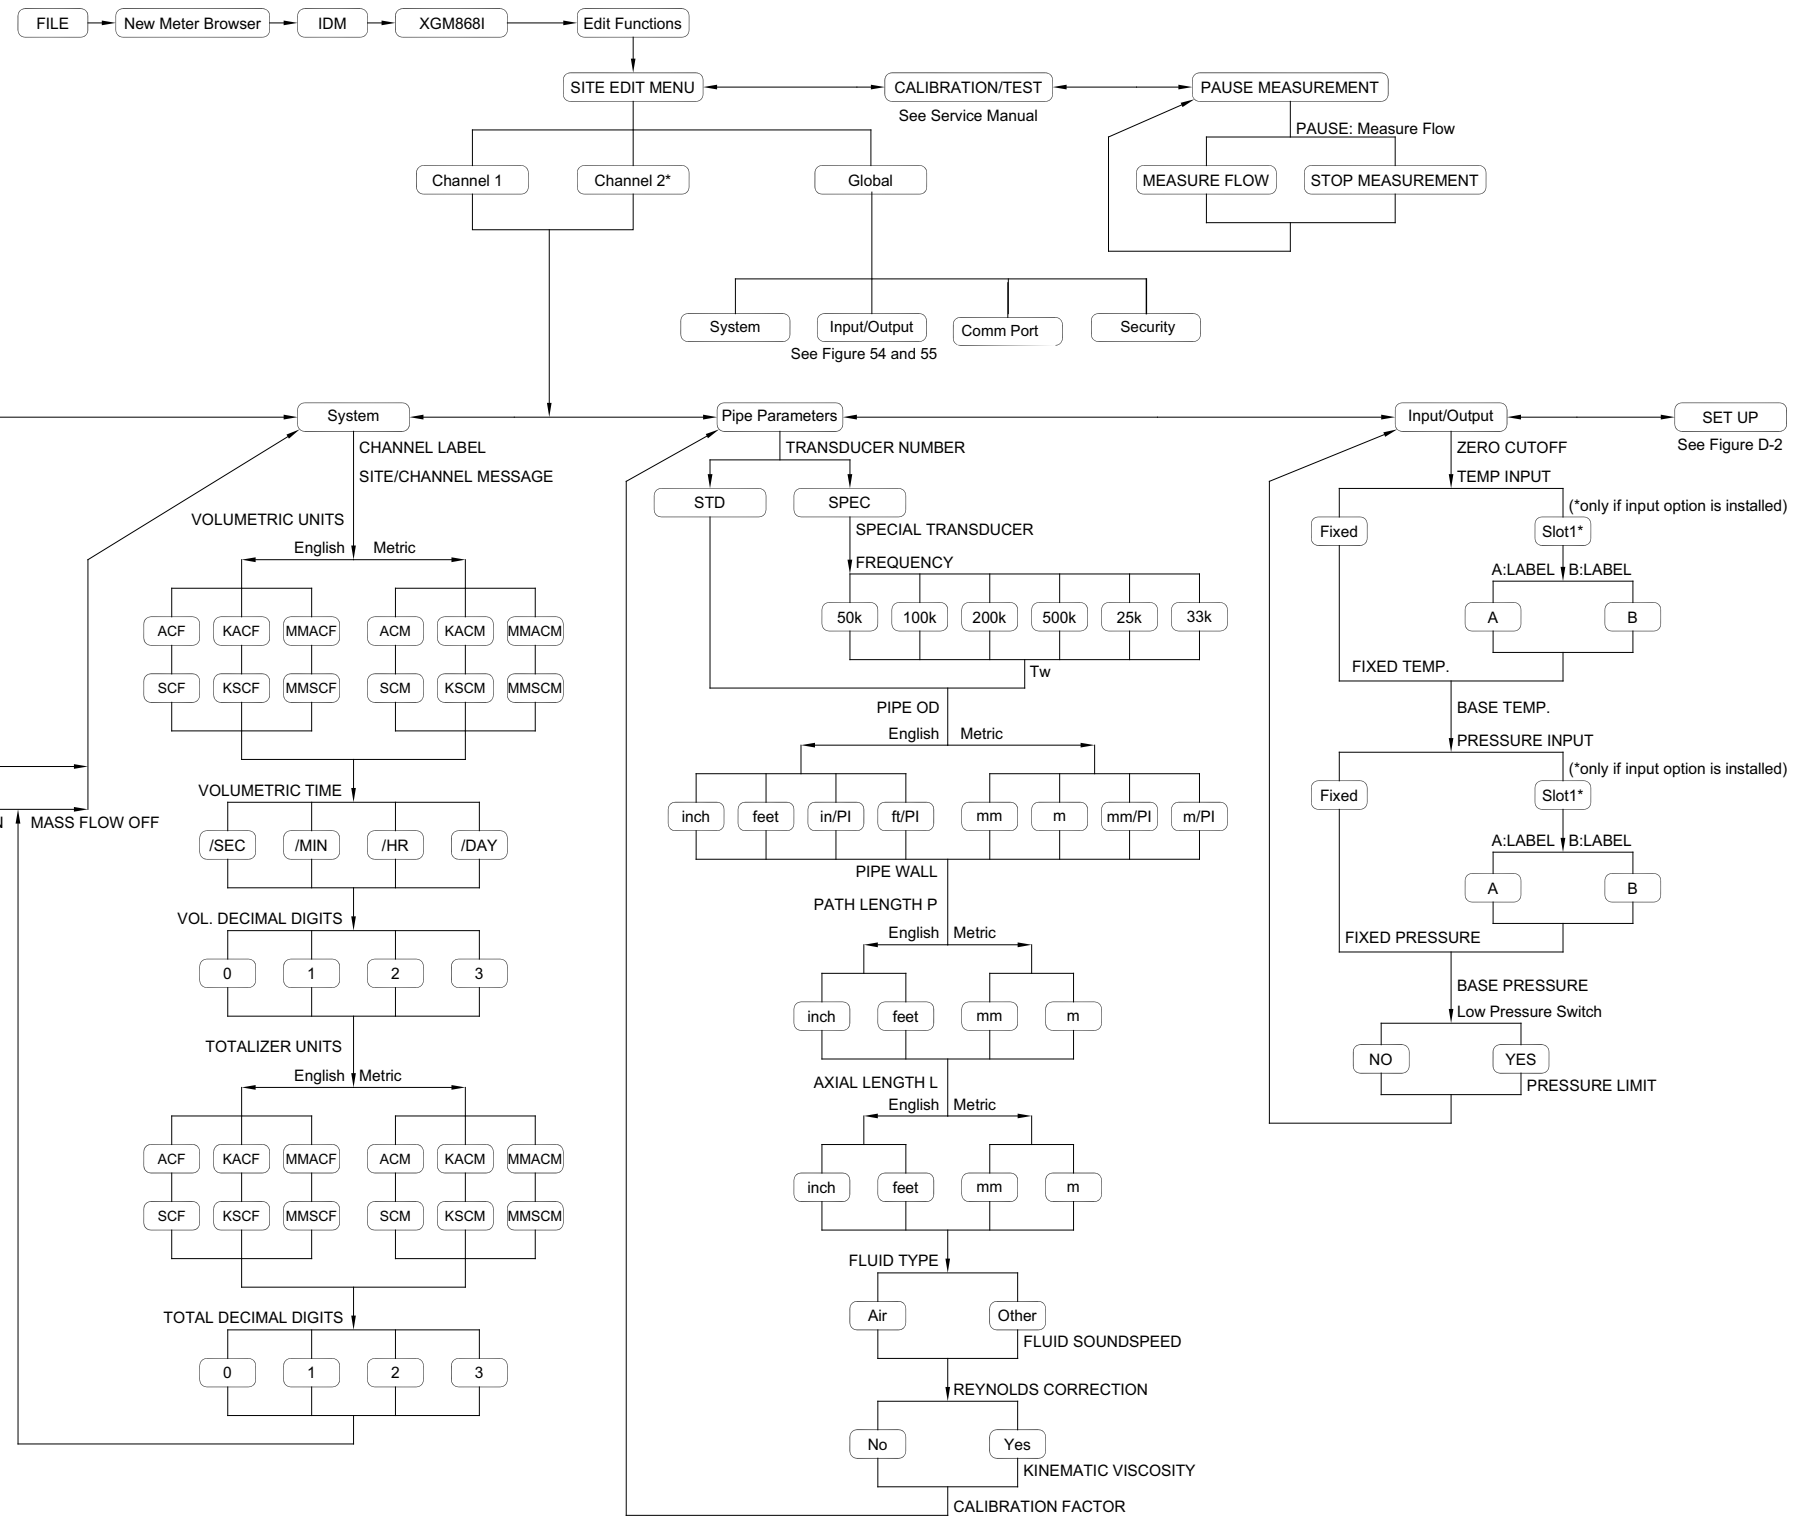 FILE
New Meter Browser
IDM
XGM868I
Edit Functions
SITE EDIT MENU
CALIBRATION/TEST
PAUSE MEASUREMENT
See Service Manual
PAUSE: Measure Flow
Channel 1
Channel 2*
Global
MEASURE FLOW
STOP MEASUREMENT
System
Input/Output
Comm Port
Security
See Figure 54 and 55
System
Pipe Parameters
Input/Output
SET UP
See Figure D-2
CHANNEL LABEL
SITE/CHANNEL MESSAGE
VOLUMETRIC UNITS
English
Metric
ACF
KACF
MMACF
ACM
KACM
MMACM
SCF
KSCF
MMSCF
SCM
KSCM
MMSCM
VOLUMETRIC TIME
N
MASS FLOW OFF
/SEC
/MIN
/HR
/DAY
VOL. DECIMAL DIGITS
0
1
2
3
TOTALIZER UNITS
English
Metric
ACF
KACF
MMACF
ACM
KACM
MMACM
SCF
KSCF
MMSCF
SCM
KSCM
MMSCM
TOTAL DECIMAL DIGITS
0
1
2
3
TRANSDUCER NUMBER
STD
SPEC
SPECIAL TRANSDUCER
FREQUENCY
50k
100k
200k
500k
25k
33k
Tw
PIPE OD
English
Metric
inch
feet
in/PI
ft/PI
mm
m
mm/PI
m/PI
PIPE WALL
PATH LENGTH P
English
Metric
inch
feet
mm
m
AXIAL LENGTH L
English
Metric
inch
feet
mm
m
FLUID TYPE
Air
Other
FLUID SOUNDSPEED
REYNOLDS CORRECTION
No
Yes
KINEMATIC VISCOSITY
CALIBRATION FACTOR
ZERO CUTOFF
TEMP INPUT
(*only if input option is installed)
Fixed
Slot1*
A:LABEL
B:LABEL
A
B
FIXED TEMP.
BASE TEMP.
PRESSURE INPUT
(*only if input option is installed)
Fixed
Slot1*
A:LABEL
B:LABEL
A
B
FIXED PRESSURE
BASE PRESSURE
Low Pressure Switch
NO
YES
PRESSURE LIMIT